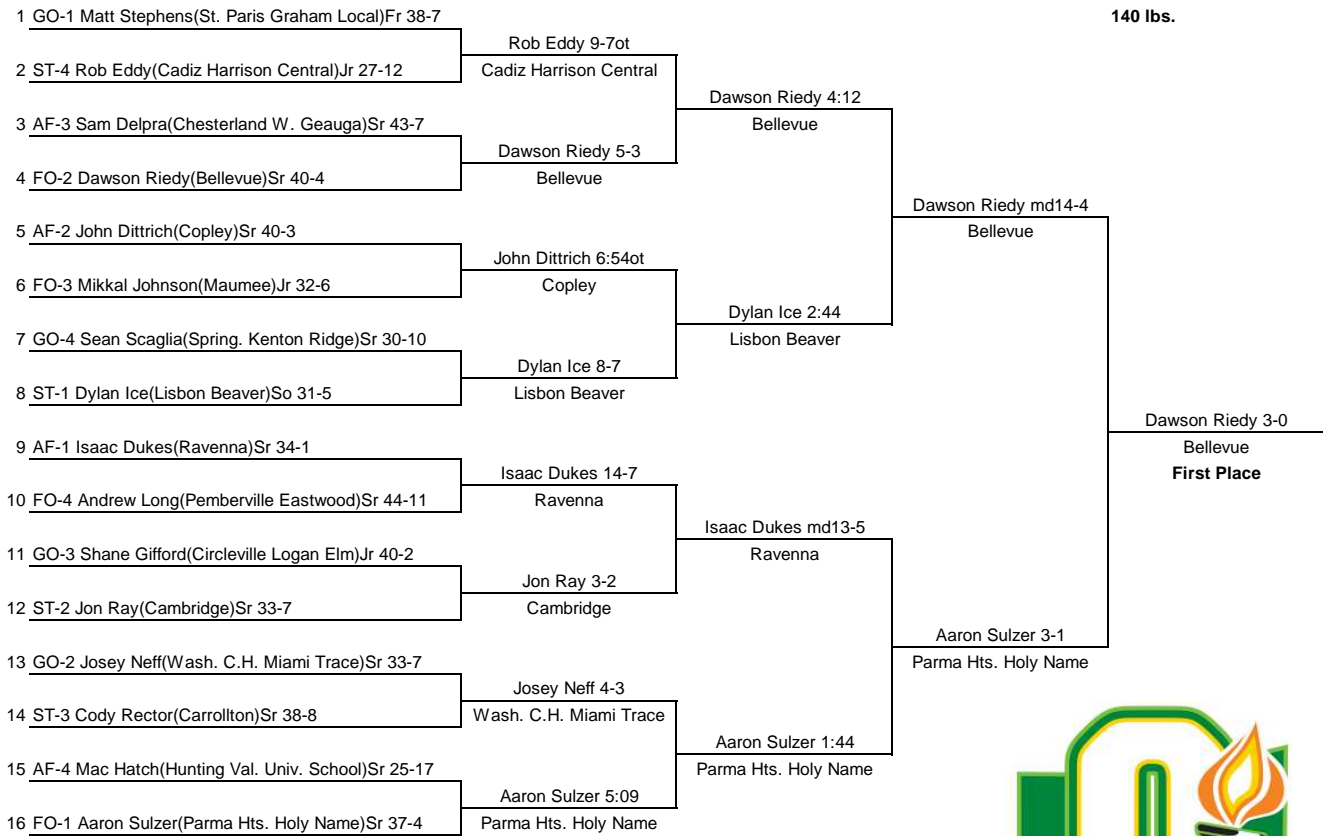 140 lbs.
1 GO-1 Matt Stephens(St. Paris Graham Local)Fr 38-7
2 ST-4 Rob Eddy(Cadiz Harrison Central)Jr 27-12
3 AF-3 Sam Delpra(Chesterland W. Geauga)Sr 43-7
4 FO-2 Dawson Riedy(Bellevue)Sr 40-4
5 AF-2 John Dittrich(Copley)Sr 40-3
6 FO-3 Mikkal Johnson(Maumee)Jr 32-6
7 GO-4 Sean Scaglia(Spring. Kenton Ridge)Sr 30-10
8 ST-1 Dylan Ice(Lisbon Beaver)So 31-5
9 AF-1 Isaac Dukes(Ravenna)Sr 34-1
10 FO-4 Andrew Long(Pemberville Eastwood)Sr 44-11
11 GO-3 Shane Gifford(Circleville Logan Elm)Jr 40-2
12 ST-2 Jon Ray(Cambridge)Sr 33-7
13 GO-2 Josey Neff(Wash. C.H. Miami Trace)Sr 33-7
14 ST-3 Cody Rector(Carrollton)Sr 38-8
15 AF-4 Mac Hatch(Hunting Val. Univ. School)Sr 25-17
16 FO-1 Aaron Sulzer(Parma Hts. Holy Name)Sr 37-4
Rob Eddy 9-7ot
Cadiz Harrison Central
Dawson Riedy 5-3
Bellevue
John Dittrich 6:54ot
Copley
Dylan Ice 8-7
Lisbon Beaver
Isaac Dukes 14-7
Ravenna
Jon Ray 3-2
Cambridge
Josey Neff 4-3
Wash. C.H. Miami Trace
Aaron Sulzer 5:09
Parma Hts. Holy Name
Dawson Riedy 4:12
Bellevue
Dylan Ice 2:44
Lisbon Beaver
Isaac Dukes md13-5
Ravenna
Aaron Sulzer 1:44
Parma Hts. Holy Name
Dawson Riedy md14-4
Bellevue
Aaron Sulzer 3-1
Parma Hts. Holy Name
Dawson Riedy 3-0
Bellevue
First Place